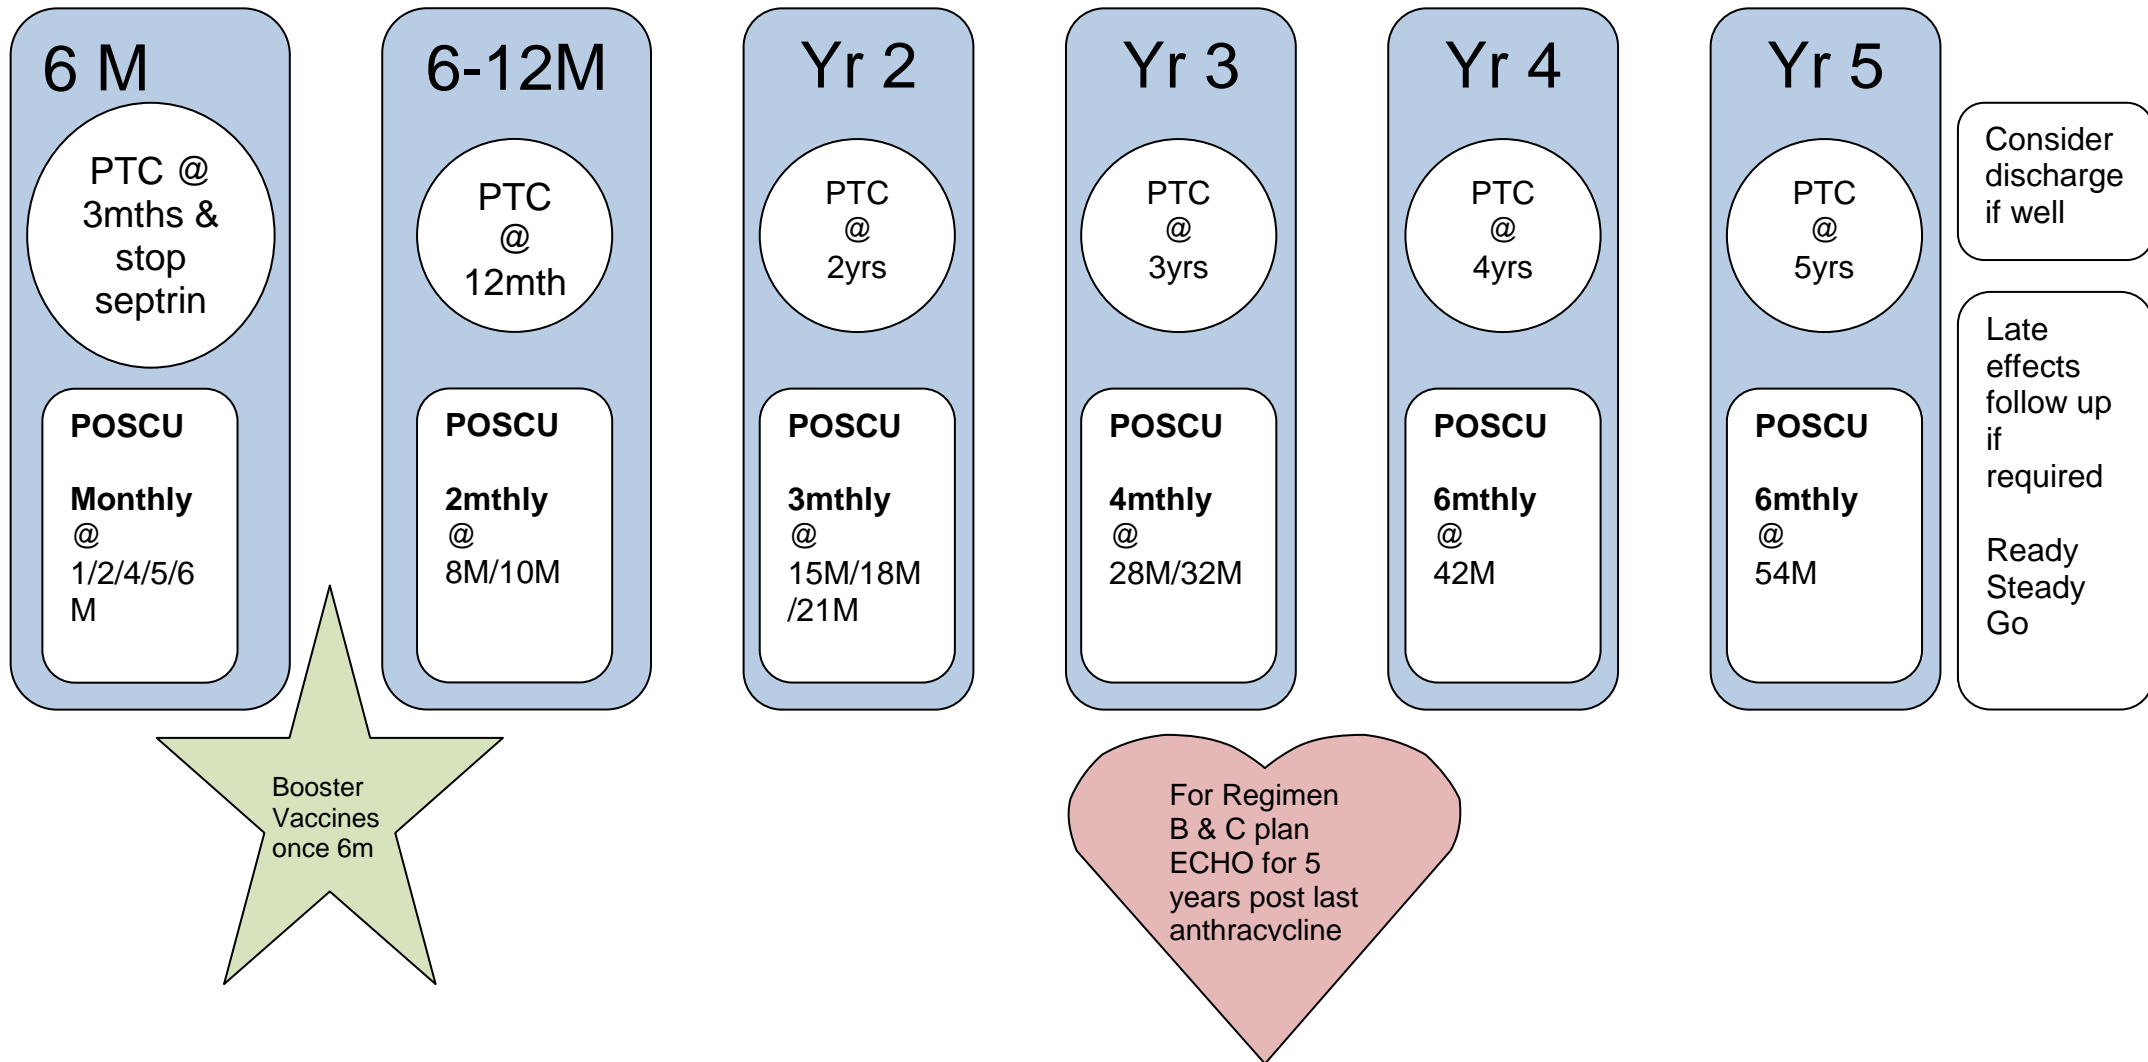 6 M
PTC @
3mths &
stop
septrin
POSCU
Monthly
@
1/2/4/5/6
M
6-12M
PTC
@
12mth
POSCU
2mthly
@
8M/10M
Yr 2
PTC
@
2yrs
POSCU
3mthly
@
15M/18M
/21M
Yr 3
PTC
@
3yrs
POSCU
4mthly
@
28M/32M
Yr 4
PTC
@
4yrs
POSCU
6mthly
@
42M
Yr 5
PTC
@
5yrs
POSCU
6mthly
@
54M
Consider
discharge
if well
Late
effects
follow up
if
required
Ready
Steady
Go
Booster
Vaccines
once 6m
For Regimen
B & C plan
ECHO for 5
years post last
anthracycline